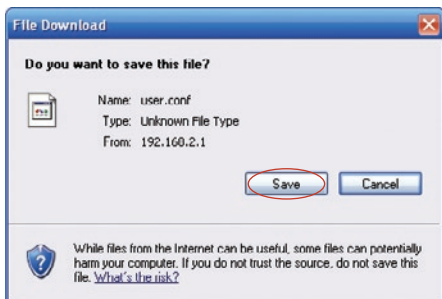 File Download
Do you want to save this file?
Name: user.conf
Type: Unknown File Type
From: 192.168.2.1
Save Cancel
While files from the Internet can be useful, some files can potentially
harm your computer. If you do not trust the source, do not save this
file. What's the risk?